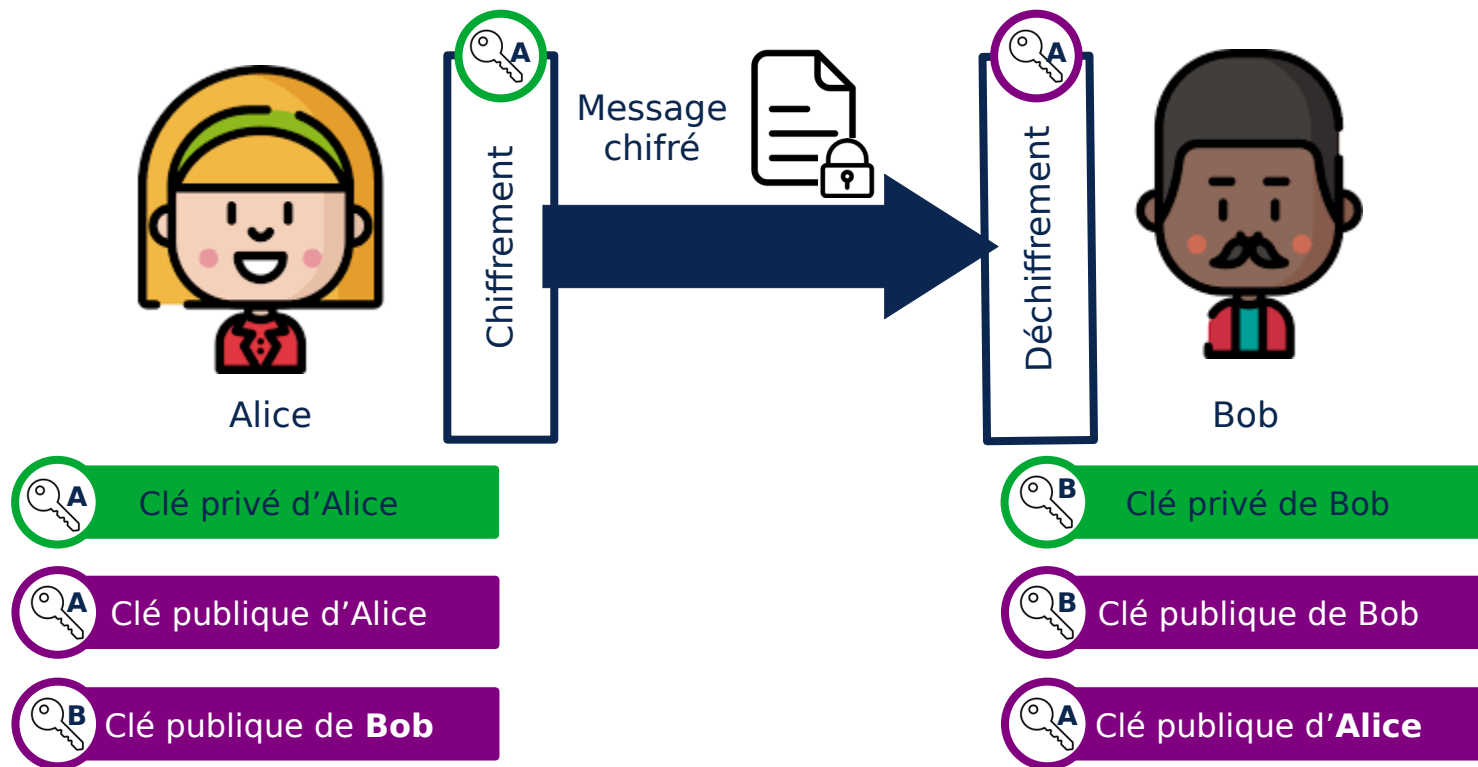 A
A
Message
chifré
Chiffrement
Déchiffrement
Alice
Bob
A
Clé privé d’Alice
B
Clé privé de Bob
A
Clé publique d’Alice
B
Clé publique de Bob
B
Clé publique de Bob
A
Clé publique d’Alice